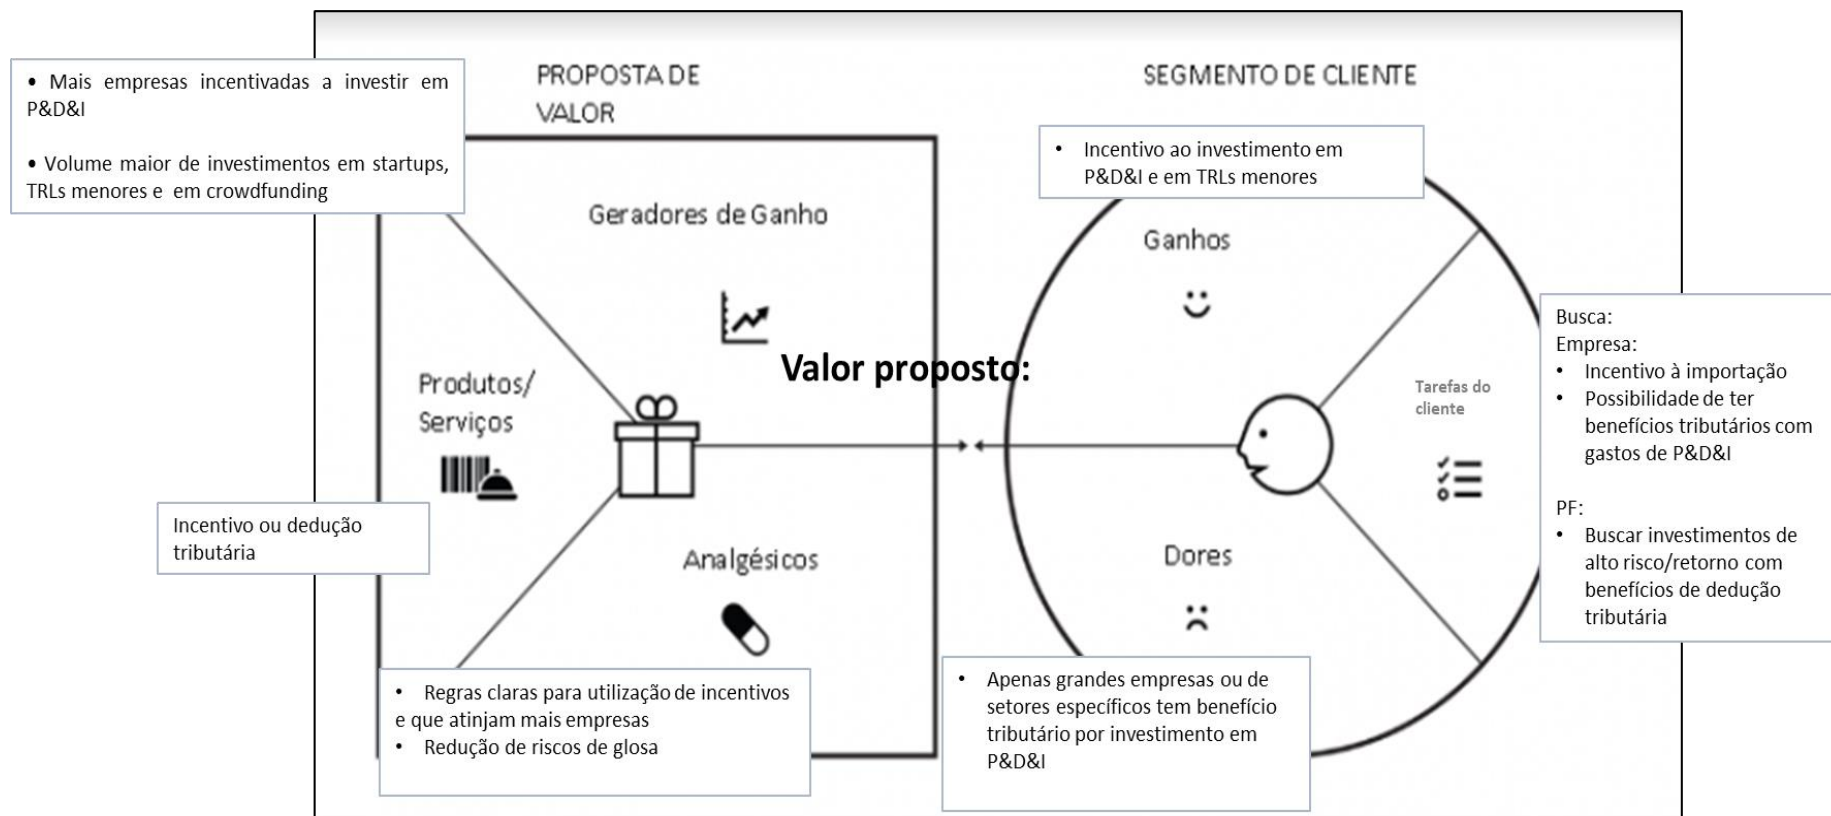 PROPOSTA DE
VALOR
SEGMENTO DE CLIENTE
• Mais empresas incentivadas a investir em
P&D&I
• Volume maior de investimentos em startups,
TRLs menores e em crowdfunding
• Incentivo ao investimento em
P&D&I e em TRLs menores
Geradores de Ganho
Ganhos
Valor proposto:
Produtos/
Serviços
Tarefas do
cliente
Busca:
Empresa:
• Incentivo à importação
• Possibilidade de ter
benefícios tributários com
gastos de P&D&I
PF:
• Buscar investimentos de
alto risco/retorno com
benefícios de dedução
tributária
Incentivo ou dedução
tributária
Analgésicos
Dores
• Regras claras para utilização de incentivos
e que atinjam mais empresas
• Redução de riscos de glosa
• Apenas grandes empresas ou de
setores específicos tem benefício
tributário por investimento em
P&D&I